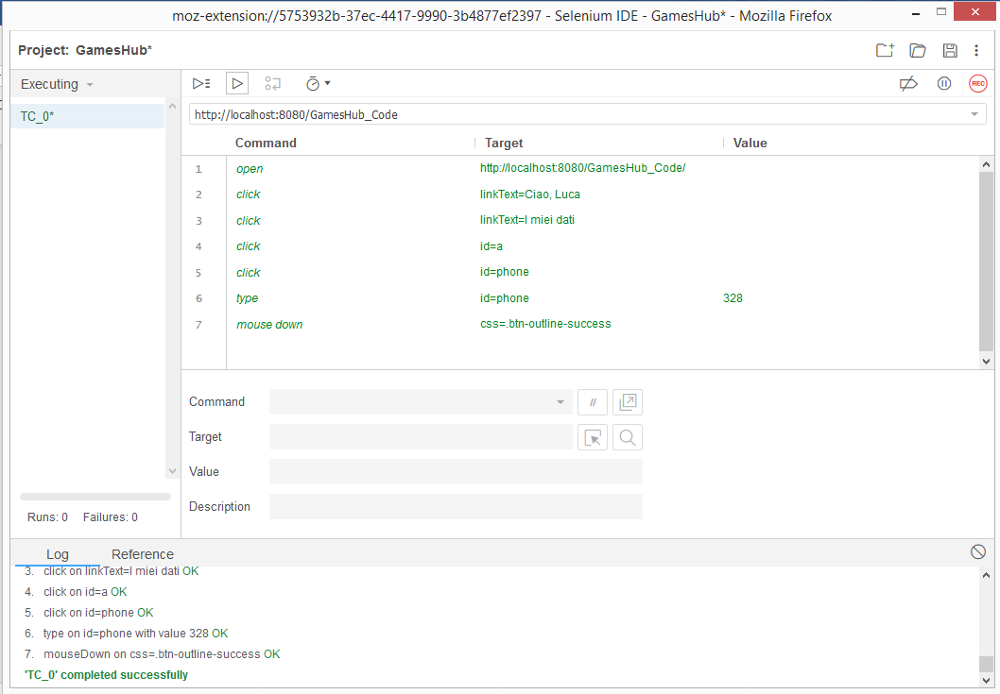 moz-extension://5753932b-37ec-4417-9990-3b4877ef2397 - Selenium IDE - GamesHub* - Mozilla Firefox
Project: GamesHub*
Executing
REC
TC_0*
http://localhost:8080/GamesHub_Code
Command Target Value
1 open http://localhost:8080/GamesHub_Code/
2 click linkText=Ciao, Luca
3 click linkText=I miei dati
4 click id=a
5 click id=phone
6 type id=phone 328
7 mouse down css=.btn-outline-success
Command //
Target
Value
Description
Runs: 0 Failures: 0
Log Reference
3. click on linkText=I miei dati OK
4. click on id=a OK
5. click on id=phone OK
6. type on id=phone with value 328 OK
7. mouseDown on css=.btn-outline-success OK
'TC_0' completed successfully